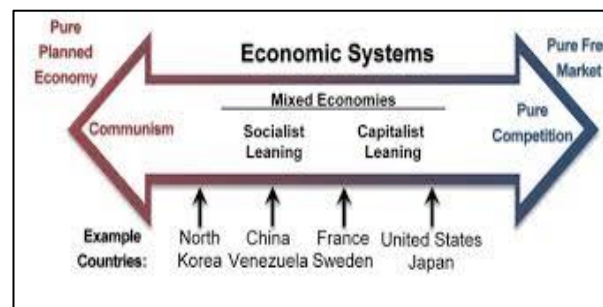 Pure
Planned
Economy
Economic Systems
Pure Free
Market
Mixed Economies
Communism
Socialist
Leaning
Capitalist
Leaning
Pure
Competition
Example
Countries:
North
Korea
China
Venezuela
France
Sweden
United States
Japan